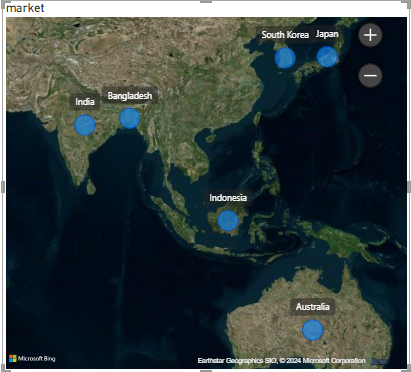 market
South Korea
Japan
India
Bangladesh
Indonesia
Australia
Microsoft Bing
Earthstar Geographics SIO, © 2024 Microsoft Corporation